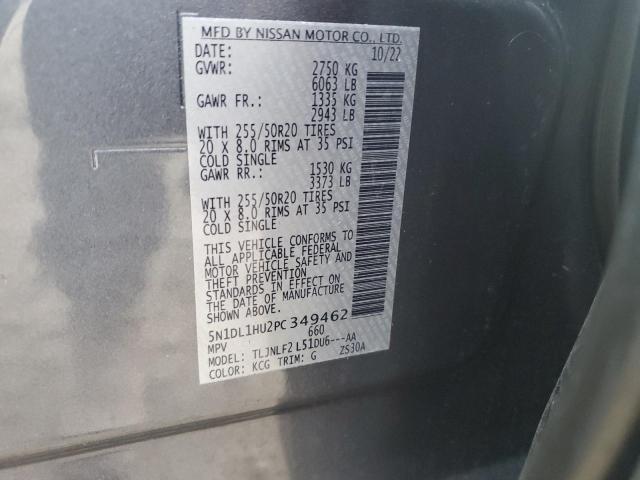 MFD BY NISSAN MOTOR CO., LTD.
DATE: 10/22
GVWR: 2750 KG
6063 LB
GAWR FR.: 1335 KG
2943 LB
WITH 255/50R20 TIRES
20 X 8.0 RIMS AT 35 PSI
COLD SINGLE
GAWR RR.: 1530 KG
3373 LB
WITH 255/50R20 TIRES
20 X 8.0 RIMS AT 35 PSI
COLD SINGLE
THIS VEHICLE CONFORMS TO
ALL APPLICABLE FEDERAL
MOTOR VEHICLE SAFETY AND
THEFT PREVENTION
STANDARDS IN EFFECT ON
THE DATE OF MANUFACTURE
SHOWN ABOVE.
5N1DL1HU2PC349462
MPV 660
MODEL: TLJNLF2 L51DU6---AA
COLOR: KCG TRIM: G ZS30A